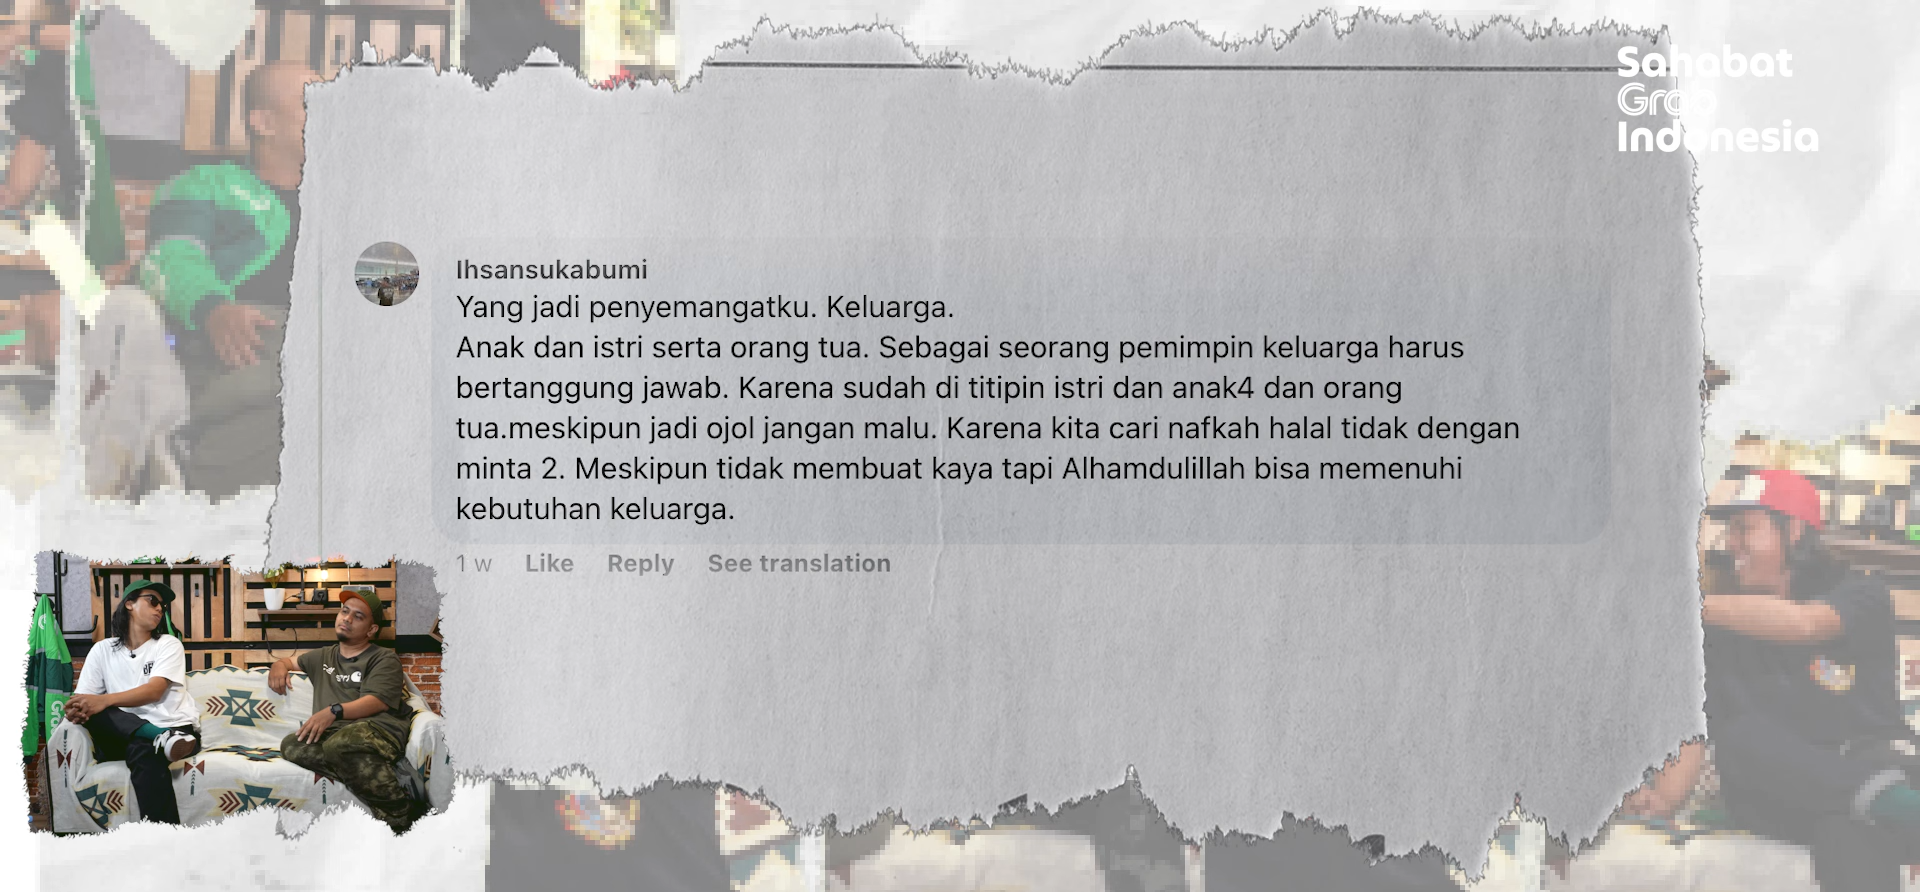 Sahabat
Grab
Indonesia
Ihsansukabumi
Yang jadi penyemangatku. Keluarga.
Anak dan istri serta orang tua. Sebagai seorang pemimpin keluarga harus
bertanggung jawab. Karena sudah di titipin istri dan anak4 dan orang
tua.meskipun jadi ojol jangan malu. Karena kita cari nafkah halal tidak dengan
minta 2. Meskipun tidak membuat kaya tapi Alhamdulillah bisa memenuhi
kebutuhan keluarga.
1 w Like Reply See translation